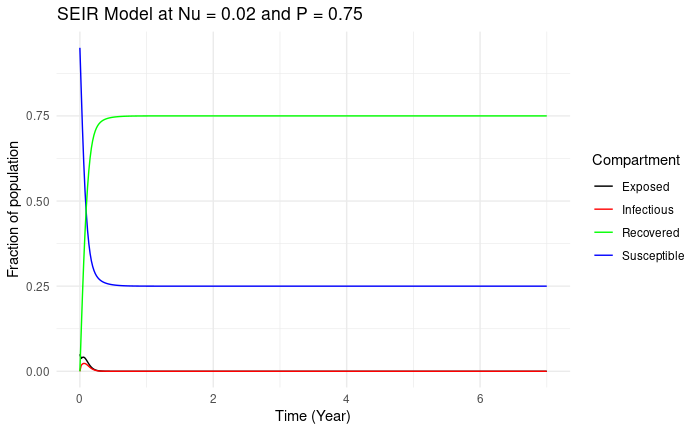 SEIR Model at Nu = 0.02 and P = 0.75
Fraction of population
0.75
0.50
0.25
0.00
0
2
4
6
Time (Year)
Compartment
Exposed
Infectious
Recovered
Susceptible